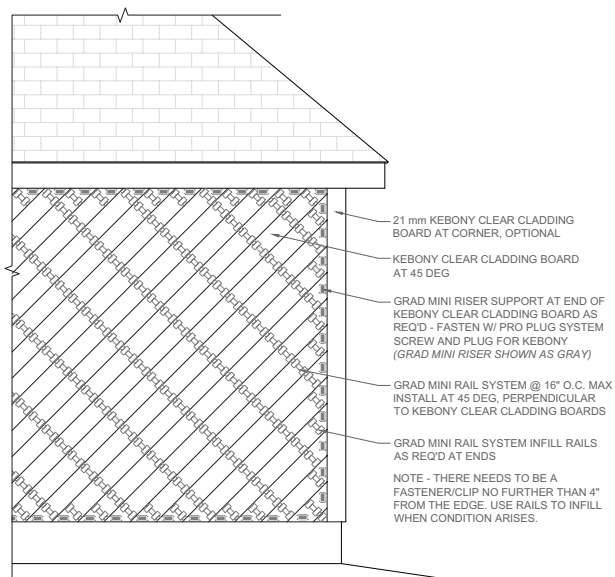 21 mm KEBONY CLEAR CLADDING
BOARD AT CORNER, OPTIONAL
KEBONY CLEAR CLADDING BOARD
AT 45 DEG
GRAD MINI RISER SUPPORT AT END OF
KEBONY CLEAR CLADDING BOARD AS
REQ'D - FASTEN W/ PRO PLUG SYSTEM
SCREW AND PLUG FOR KEBONY
(GRAD MINI RISER SHOWN AS GRAY)
GRAD MINI RAIL SYSTEM @ 16" O.C. MAX
INSTALL AT 45 DEG, PERPENDICULAR
TO KEBONY CLEAR CLADDING BOARDS
GRAD MINI RAIL SYSTEM INFILL RAILS
AS REQ'D AT ENDS
NOTE - THERE NEEDS TO BE A
FASTENER/CLIP NO FURTHER THAN 4"
FROM THE EDGE. USE RAILS TO INFILL
WHEN CONDITION ARISES.